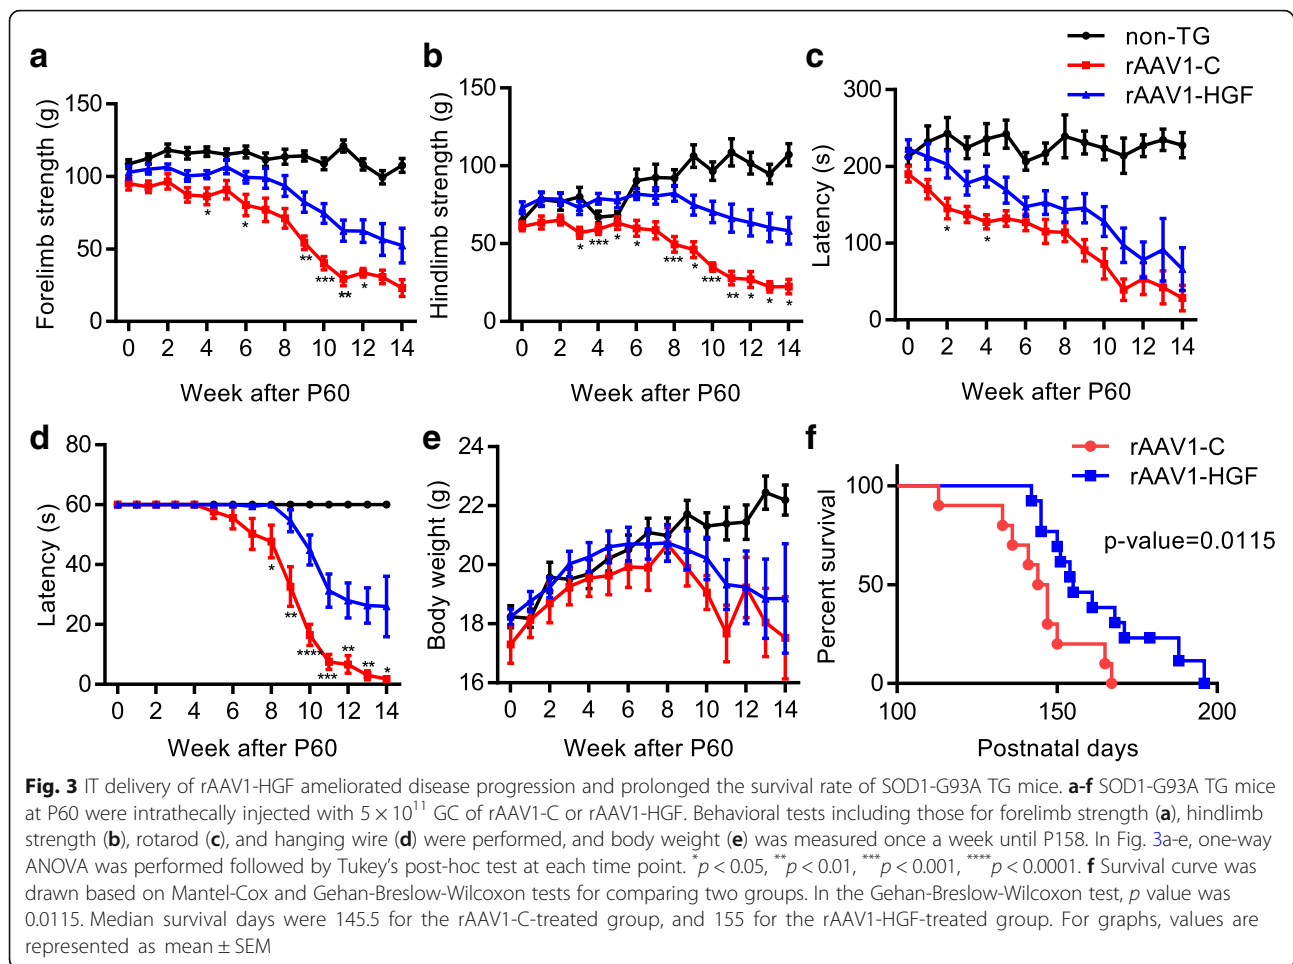 non-TG
rAAV1-C
rAAV1-HGF
a
Forelimb strength (g)
150
100
50
0
0 2 4 6 8 10 12 14
* * ** *** ** *
Week after P60
b
Hindlimb strength (g)
150
100
50
0
0 2 4 6 8 10 12 14
* *** * * *** * *** ** * * *
Week after P60
c
Latency (s)
300
200
100
0
0 2 4 6 8 10 12 14
* *
Week after P60
d
Latency (s)
80
60
40
20
0
0 2 4 6 8 10 12 14
* ** **** *** ** ** *
Week after P60
e
Body weight (g)
24
22
20
18
16
0 2 4 6 8 10 12 14
Week after P60
f
rAAV1-C
rAAV1-HGF
Percent survival
100
50
0
p-value=0.0115
100 150 200
Postnatal days
Fig. 3 IT delivery of rAAV1-HGF ameliorated disease progression and prolonged the survival rate of SOD1-G93A TG mice. a-f SOD1-G93A TG mice
at P60 were intrathecally injected with 5 × 10¹¹ GC of rAAV1-C or rAAV1-HGF. Behavioral tests including those for forelimb strength (a), hindlimb
strength (b), rotarod (c), and hanging wire (d) were performed, and body weight (e) was measured once a week until P158. In Fig. 3a-e, one-way
ANOVA was performed followed by Tukey's post-hoc test at each time point. *p < 0.05, **p < 0.01, ***p < 0.001, ****p < 0.0001. f Survival curve was
drawn based on Mantel-Cox and Gehan-Breslow-Wilcoxon tests for comparing two groups. In the Gehan-Breslow-Wilcoxon test, p value was
0.0115. Median survival days were 145.5 for the rAAV1-C-treated group, and 155 for the rAAV1-HGF-treated group. For graphs, values are
represented as mean ± SEM